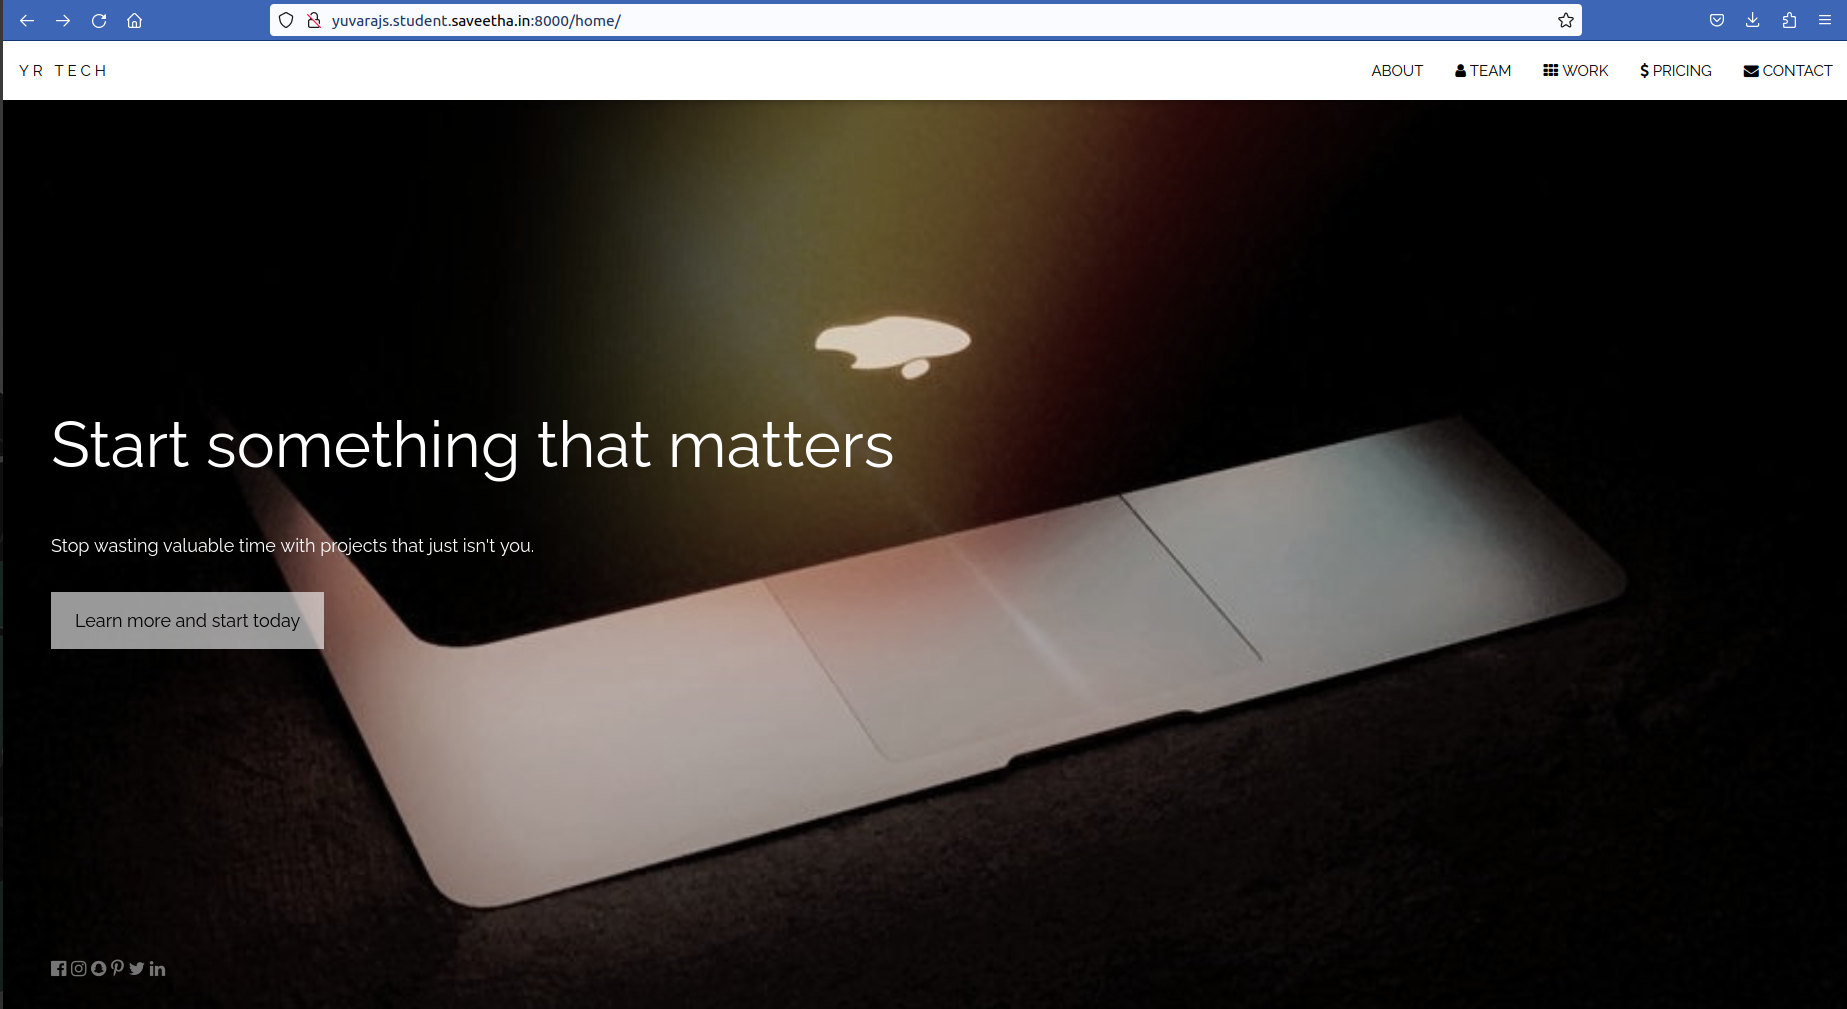 yuvarajs.student.saveetha.in:8000/home/
YR TECH
ABOUT TEAM WORK $ PRICING CONTACT
Start something that matters
Stop wasting valuable time with projects that just isn't you.
Learn more and start today